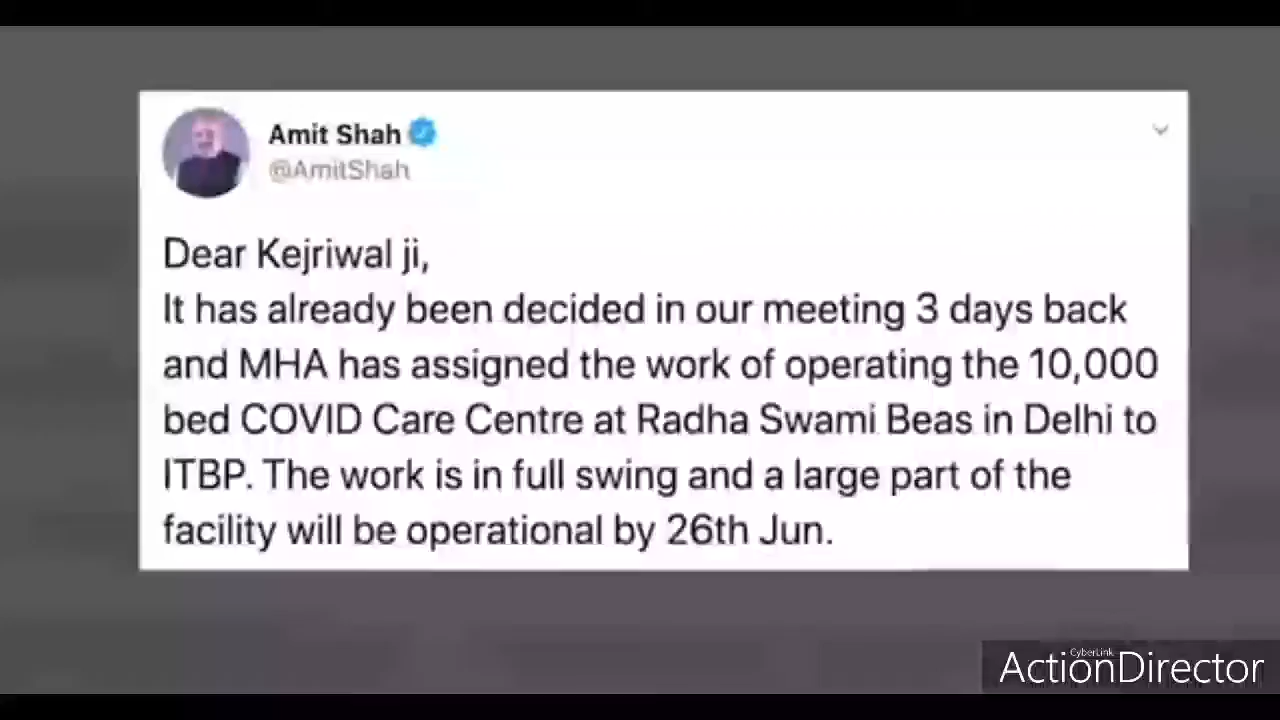 Amit Shah
@AmitShah
Dear Kejriwal ji,
It has already been decided in our meeting 3 days back
and MHA has assigned the work of operating the 10,000
bed COVID Care Centre at Radha Swami Beas in Delhi to
ITBP. The work is in full swing and a large part of the
facility will be operational by 26th Jun.
CyberLink
ActionDirector